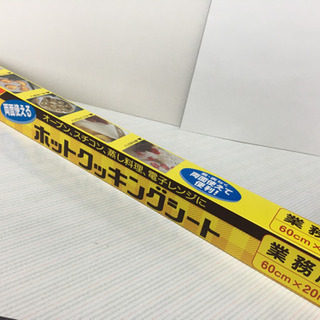 両面使える
オーブン、スチコン、蒸し料理、電子レンジに
ホットクッキングシート
両面使えて
便利!
業務
60cm×
業務用
60cm×20m